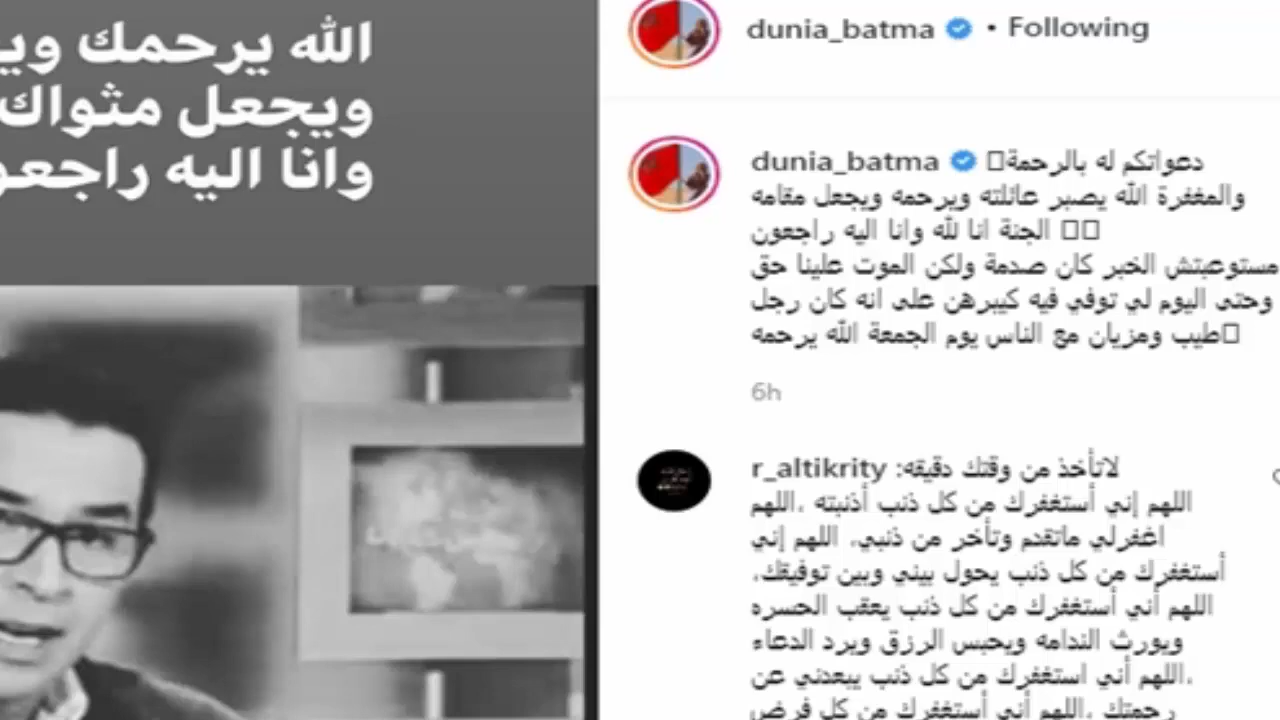 الله يرحمك وي
ويجعل مثواك
وانا اليه راجعو
dunia_batma • Following
dunia_batma دعواتكم له بالرحمة
والمغفرة الله يصبر عائلته ويرحمه ويجعل مقامه
الجنة انا لله وانا اليه راجعون
مستوعبتش الخبر كان صدمة ولكن الموت علينا حق
وحتى اليوم لي توفي فيه كيبرهن على انه كان رجل
طيب ومزيان مع الناس يوم الجمعة الله يرحمه
6h
r_altikrity لاتأخذ من وقتك دقيقه:
اللهم إني أستغفرك من كل ذنب أذنبته ،اللهم
اغفرلي ماتقدم وتأخر من ذنبي، اللهم إني
أستغفرك من كل ذنب يحول بيني وبين توفيقك،
اللهم أني أستغفرك من كل ذنب يعقب الحسره
ويورث الندامه ويحبس الرزق ويرد الدعاء
،اللهم أني استغفرك من كل ذنب يبعدني عن
رحمتك ،اللهم أني أستغفرك من كل فرض